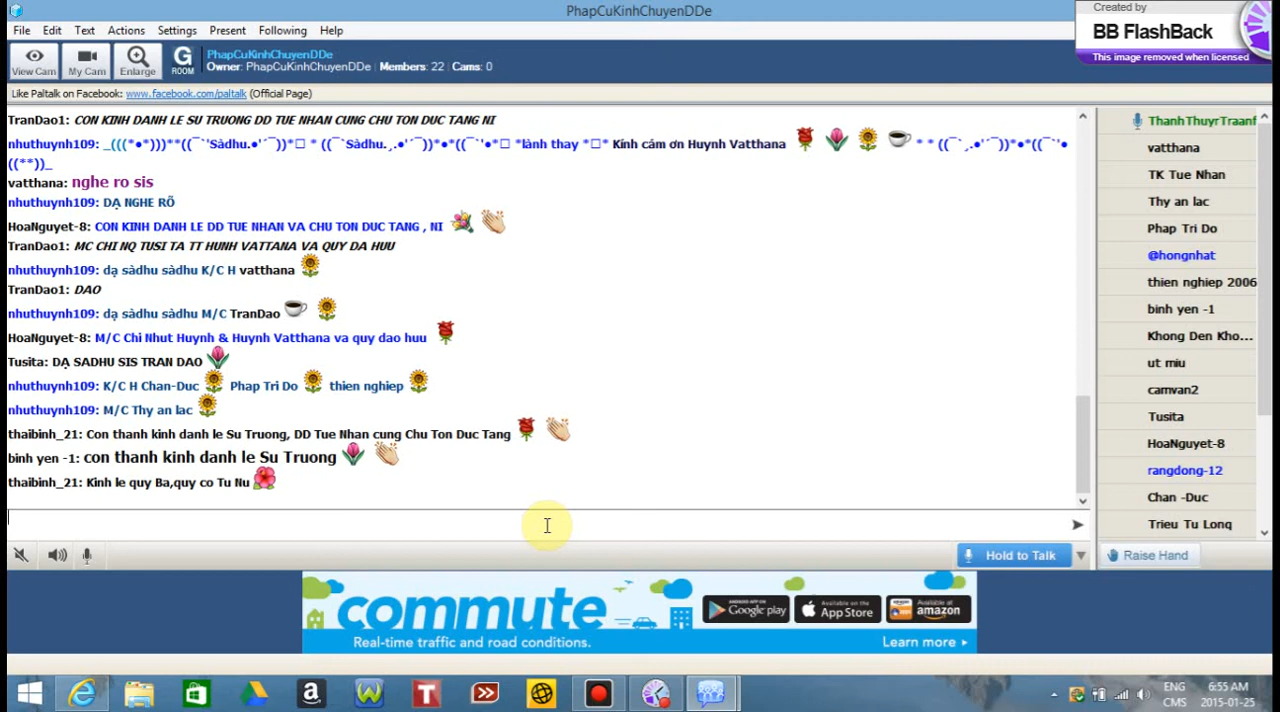 PhapCuKinhChuyenDDe
Created by
BB FlashBack
This image removed when licensed
File Edit Text Actions Settings Present Following Help
View Cam
My Cam
Enlarge
G
ROOM
PhapCuKinhChuyenDDe
Owner: PhapCuKinhChuyenDDe | Members: 22 | Cams: 0
Like Paltalk on Facebook: www.facebook.com/paltalk (Official Page)
TranDao1: CON KINH DANH LE SU TRUONG DD TUE NHAN CUNG CHU TON DUC TANG NI
nhuthuynh109: _(((*●*)))**((¯`'Sàdhu.●'´¯))*●□ * ((¯`Sàdhu.¸.●'´¯))*●*((¯`'●*□ *lành thay *□* Kính cám ơn Huynh Vatthana * * ((¯`¸.●'´¯))*●*((¯`'●
((**))_
vatthana: nghe ro sis
nhuthuynh109: DẠ NGHE RÕ
HoaNguyet-8: CON KINH DANH LE DD TUE NHAN VA CHU TON DUC TANG , NI
TranDao1: MC CHI NQ TUSI TA TT HUNH VATTANA VA QUY DA HUU
nhuthuynh109: dạ sàdhu sàdhu K/C H vatthana
TranDao1: DAO
nhuthuynh109: dạ sàdhu sàdhu M/C TranDao
HoaNguyet-8: M/C Chi Nhut Huynh & Huynh Vatthana va quy dao huu
Tusita: DẠ SADHU SIS TRAN DAO
nhuthuynh109: K/C H Chan-Duc Phap Tri Do thien nghiep
nhuthuynh109: M/C Thy an lac
thaibinh_21: Con thanh kinh danh le Su Truong, DD Tue Nhan cung Chu Ton Duc Tang
binh yen -1: con thanh kinh danh le Su Truong
thaibinh_21: Kinh le quy Ba,quy co Tu Nu
ThanhThuyrTraanf
vatthana
TK Tue Nhan
Thy an lac
Phap Tri Do
@hongnhat
thien nghiep 2006
binh yen -1
Khong Den Kho...
ut miu
camvan2
Tusita
HoaNguyet-8
rangdong-12
Chan -Duc
Trieu Tu Long
Hold to Talk
Raise Hand
commute
Real-time traffic and road conditions.
ANDROID APP ON
Google play
Available on the
App Store
Available at
amazon
Learn more
ENG
CMS
6:55 AM
2015-01-25